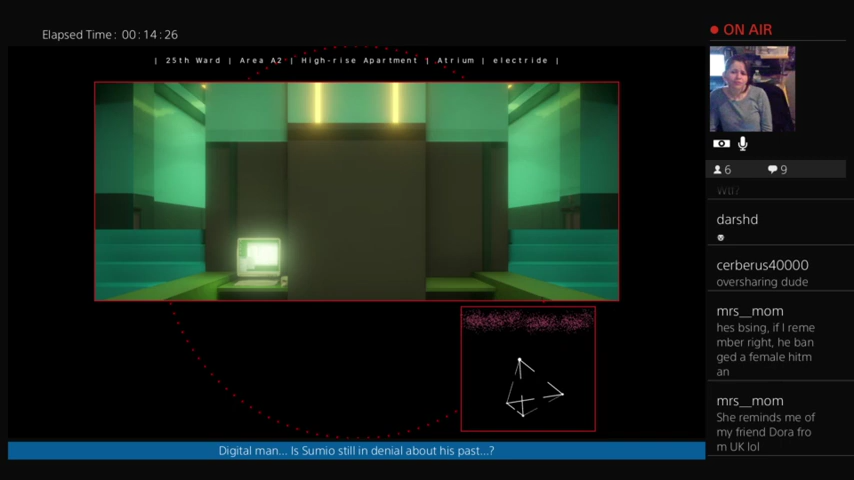 Elapsed Time: 00:14:26
ON AIR
| 25th Ward | Area A2 | High-rise Apartment | Atrium | electride |
6
9
darshd
cerberus40000
oversharing dude
mrs__mom
hes bsing, if I reme
mber right, he ban
ged a female hitm
an
mrs__mom
She reminds me of
my friend Dora fro
m UK lol
Digital man... Is Sumio still in denial about his past...?